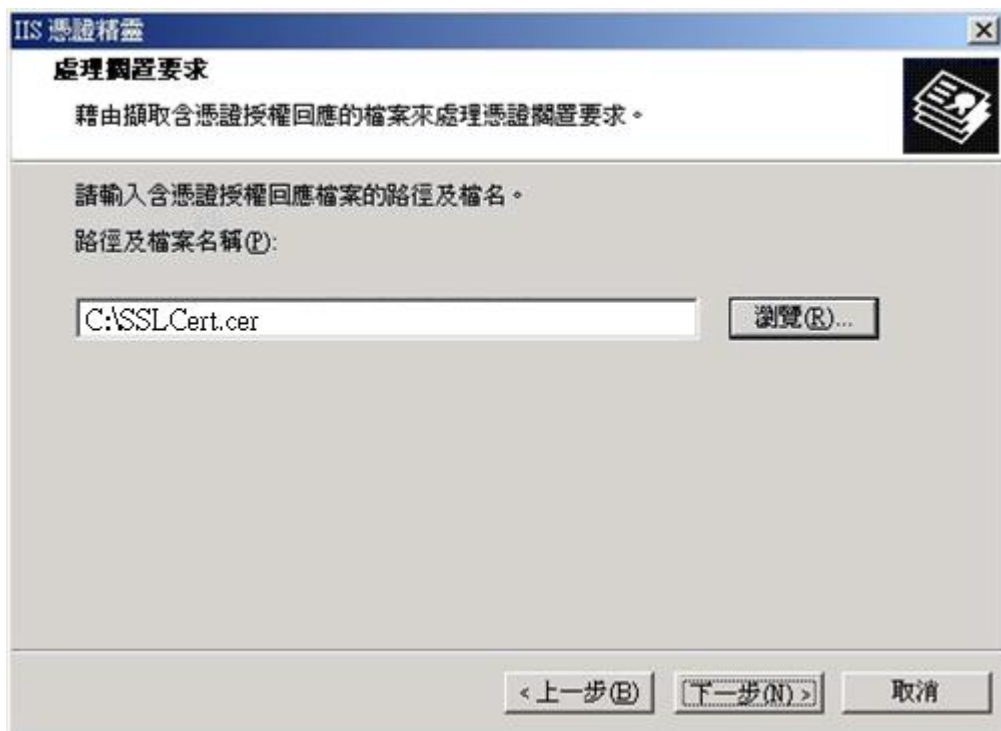 IIS 憑證精靈
處理擱置要求
藉由擷取含憑證授權回應的檔案來處理憑證擱置要求。
請輸入含憑證授權回應檔案的路徑及檔名。
路徑及檔案名稱(P):
C:\SSLCert.cer
瀏覽(R)...
<上一步(B) 下一步(N)> 取消